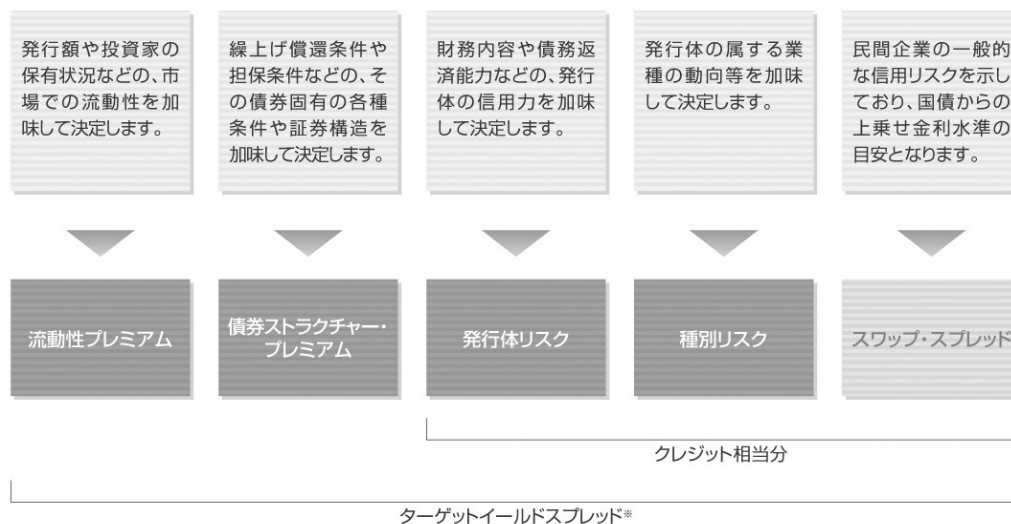 発行額や投資家の
保有状況などの、市
場での流動性を加
味して決定します。
繰上げ償還条件や
担保条件などの、そ
の債券固有の各種
条件や証券構造を
加味して決定します。
財務内容や債務返
済能力などの、発行
体の信用力を加味
して決定します。
発行体の属する業
種の動向等を加味
して決定します。
民間企業の一般的
な信用リスクを示し
ており、国債からの
上乗せ金利水準の
目安となります。
流動性プレミアム
債券ストラクチャー・
プレミアム
発行体リスク
種別リスク
スワップ・スプレッド
クレジット相当分
ターゲットイールドスプレッド※